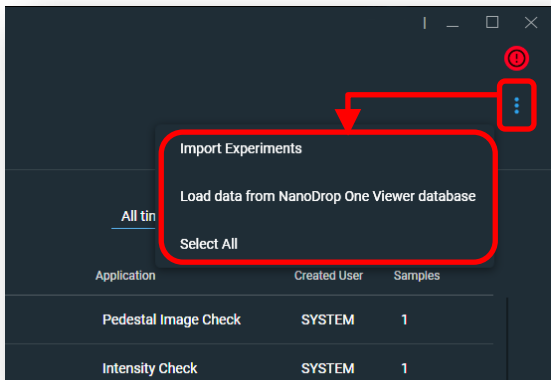 Import Experiments
Load data from NanoDrop One Viewer database
All tin
Select All
Application Created User Samples
Pedestal Image Check SYSTEM 1
Intensity Check SYSTEM 1